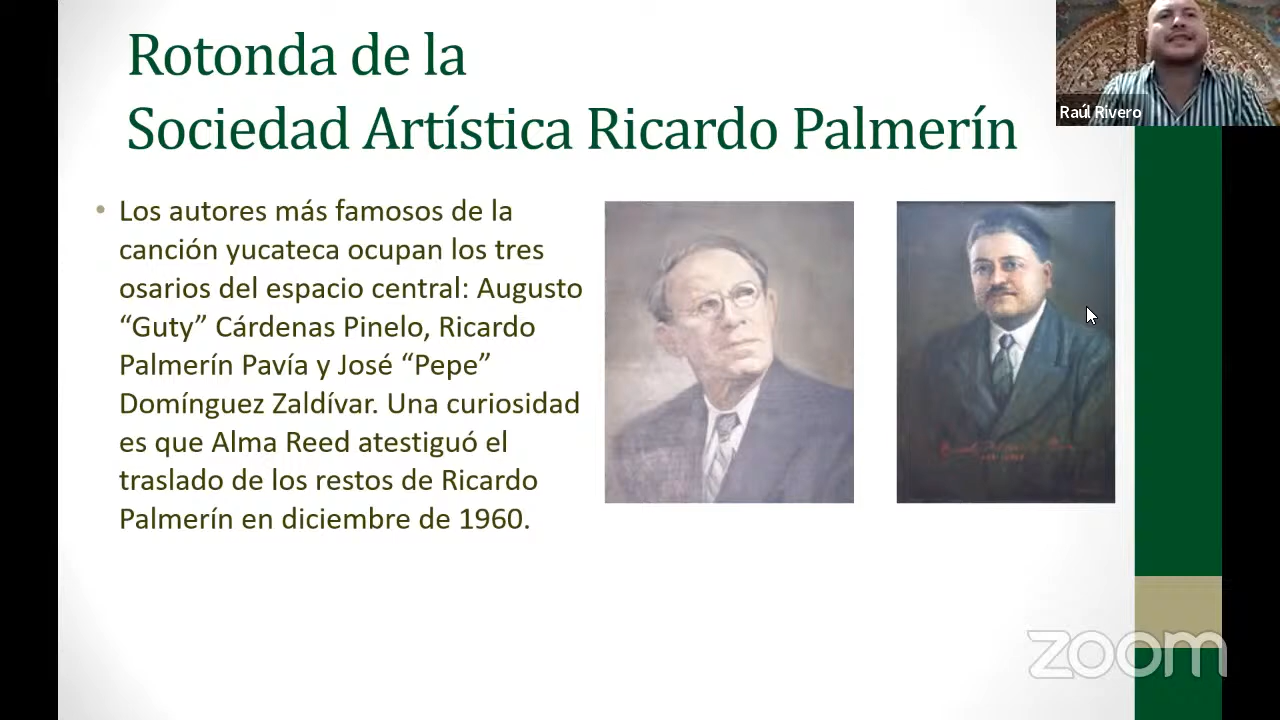 Rotonda de la
Sociedad Artística Ricardo Palmerín
Raúl Rivero
• Los autores más famosos de la
canción yucateca ocupan los tres
osarios del espacio central: Augusto
“Guty” Cárdenas Pinelo, Ricardo
Palmerín Pavía y José “Pepe”
Domínguez Zaldívar. Una curiosidad
es que Alma Reed atestiguó el
traslado de los restos de Ricardo
Palmerín en diciembre de 1960.
zoom